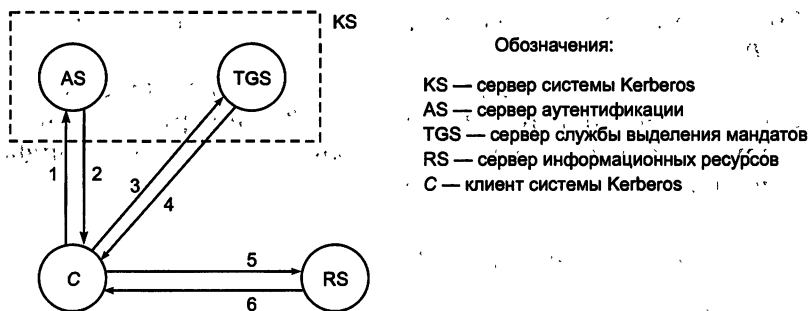 KS
AS
TGS
1
2
3
4
5
6
C
RS
Обозначения:
KS — сервер системы Kerberos
AS — сервер аутентификации
TGS — сервер службы выделения мандатов
RS — сервер информационных ресурсов
C — клиент системы Kerberos